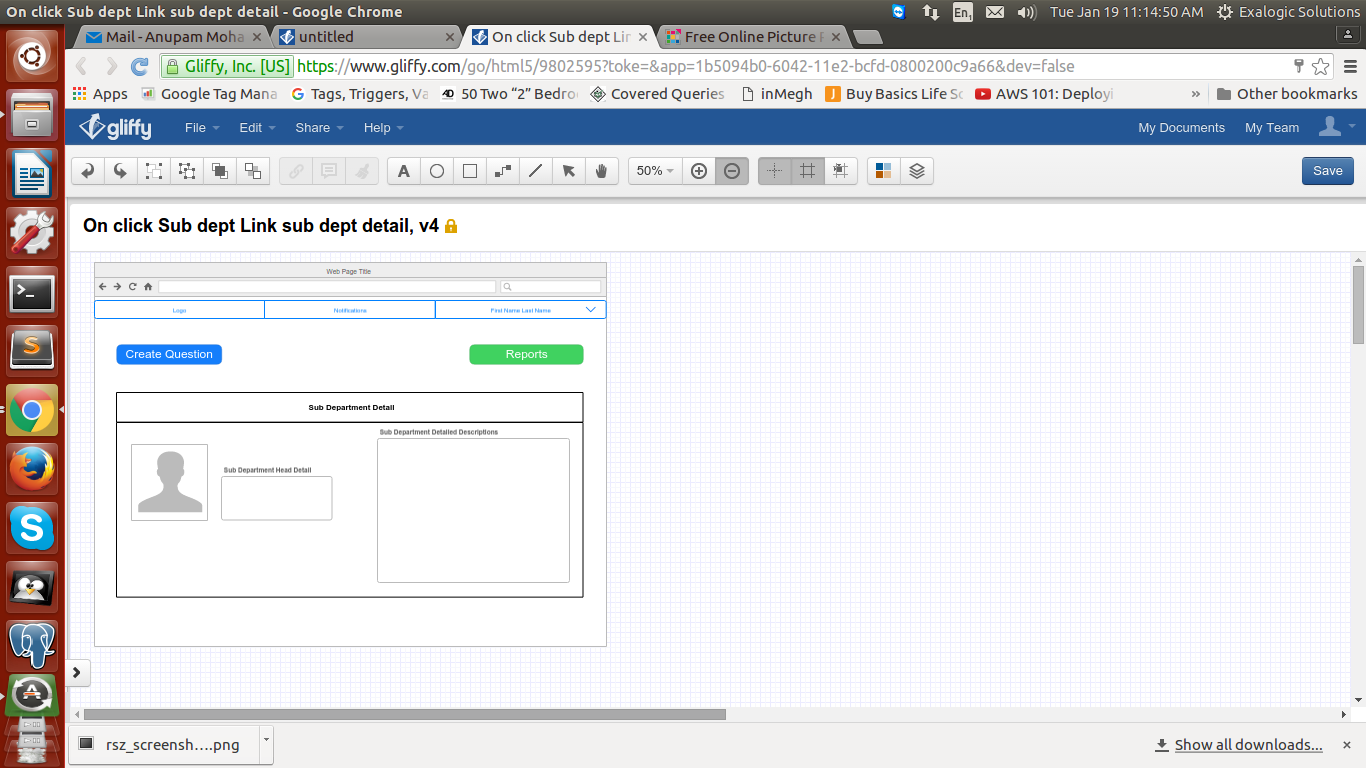 On click Sub dept Link sub dept detail - Google Chrome
En1 Tue Jan 19 11:14:50 AM Exalogic Solutions
Mail - Anupam Moha
untitled
On click Sub dept Lin
Free Online Picture
Gliffy, Inc. [US] https://www.gliffy.com/go/html5/9802595?toke=&app=1b5094b0-6042-11e2-bcfd-0800200c9a66&dev=false
Apps Google Tag Mana Tags, Triggers, Va 50 Two “2” Bedro Covered Queries inMegh Buy Basics Life Sc AWS 101: Deployi » Other bookmarks
gliffy File Edit Share Help My Documents My Team
A 50% Save
On click Sub dept Link sub dept detail, v4
Web Page Title
Logo Notifications First Name Last Name
Create Question Reports
Sub Department Detail
Sub Department Detailed Descriptions
Sub Department Head Detail
rsz_screensh....png Show all downloads...